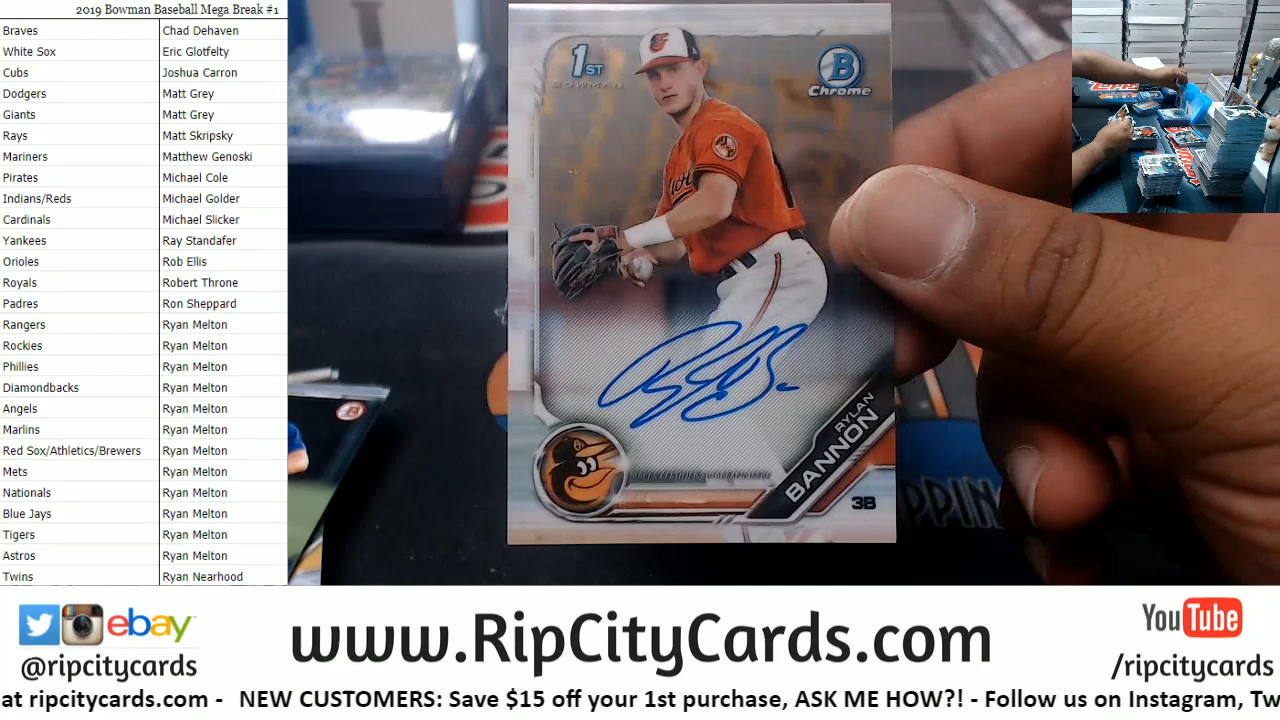 2019 Bowman Baseball Mega Break #1
Braves Chad Dehaven
White Sox Eric Glotfelty
Cubs Joshua Carron
Dodgers Matt Grey
Giants Matt Grey
Rays Matt Skripsky
Mariners Matthew Genoski
Pirates Michael Cole
Indians/Reds Michael Golder
Cardinals Michael Slicker
Yankees Ray Standafer
Orioles Rob Ellis
Royals Robert Throne
Padres Ron Sheppard
Rangers Ryan Melton
Rockies Ryan Melton
Phillies Ryan Melton
Diamondbacks Ryan Melton
Angels Ryan Melton
Marlins Ryan Melton
Red Sox/Athletics/Brewers Ryan Melton
Mets Ryan Melton
Nationals Ryan Melton
Blue Jays Ryan Melton
Tigers Ryan Melton
Astros Ryan Melton
Twins Ryan Nearhood
1ST
BOWMAN
B
Chrome
TOPPS CERTIFIED AUTOGRAPH ISSUE
RYLAN
BANNON
3B
B
PPIN
ebay
@ripcitycards
www.RipCityCards.com
YouTube
/ripcitycards
at ripcitycards.com - NEW CUSTOMERS: Save $15 off your 1st purchase, ASK ME HOW?! - Follow us on Instagram, Tw